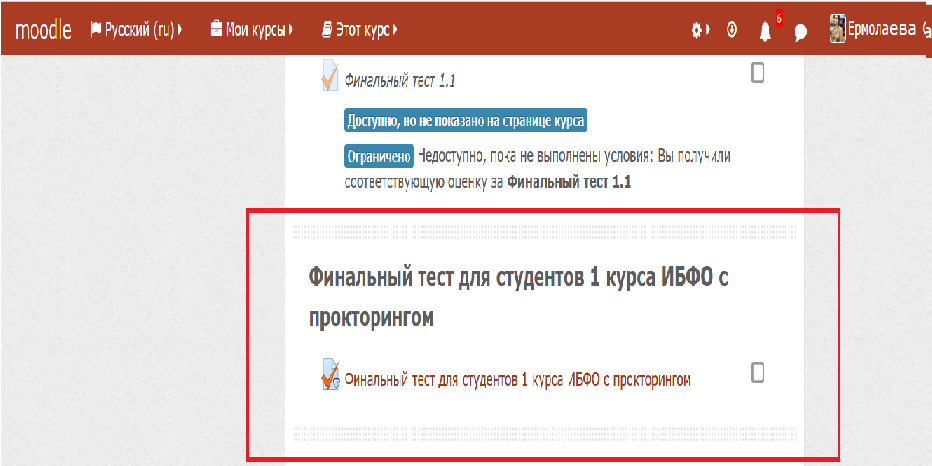 moodle Русский (ru) Мои курсы Этот курс 6 Ермолаева
Финальный тест 1.1
Доступно, но не показано на странице курса
Ограничено Недоступно, пока не выполнены условия: Вы получили
соответствующую оценку за Финальный тест 1.1
Финальный тест для студентов 1 курса ИБФО с
прокторингом
Финальный тест для студентов 1 курса ИБФО с прокторингом